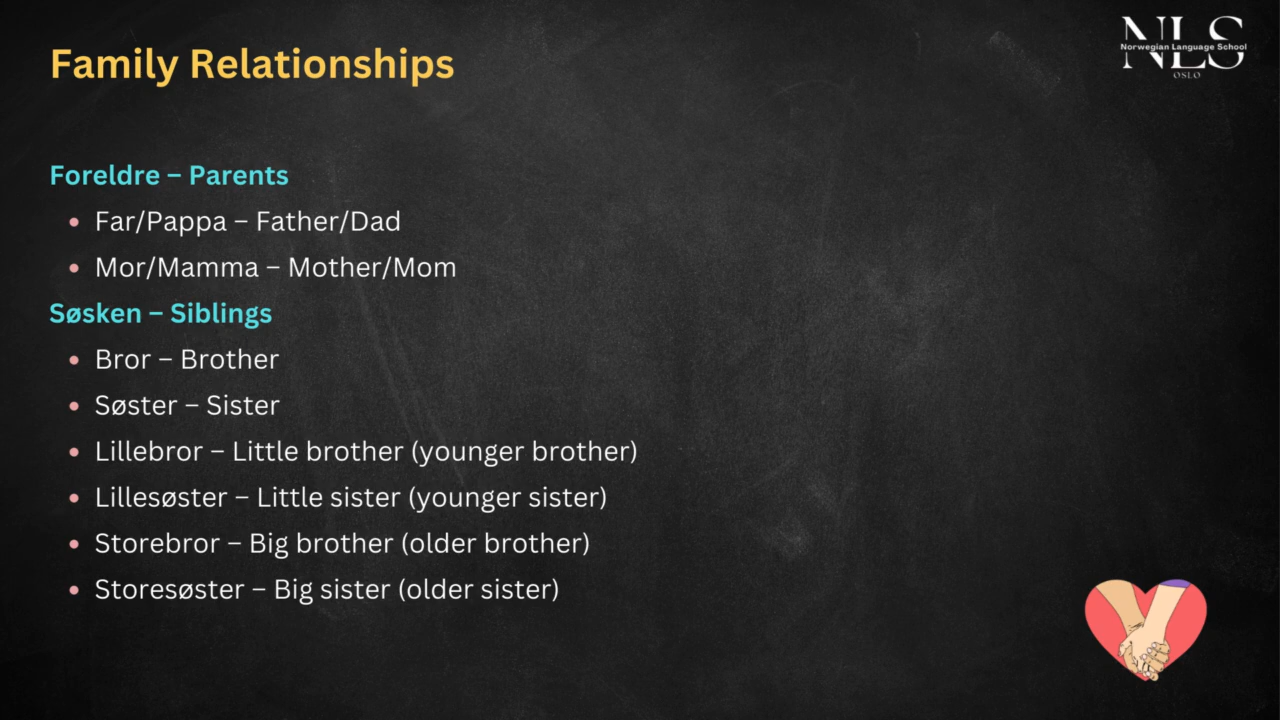 Family Relationships
NLS
Norwegian Language School
OSLO
Foreldre – Parents
• Far/Pappa – Father/Dad
• Mor/Mamma – Mother/Mom
Søsken – Siblings
• Bror – Brother
• Søster – Sister
• Lillebror – Little brother (younger brother)
• Lillesøster – Little sister (younger sister)
• Storebror – Big brother (older brother)
• Storesøster – Big sister (older sister)